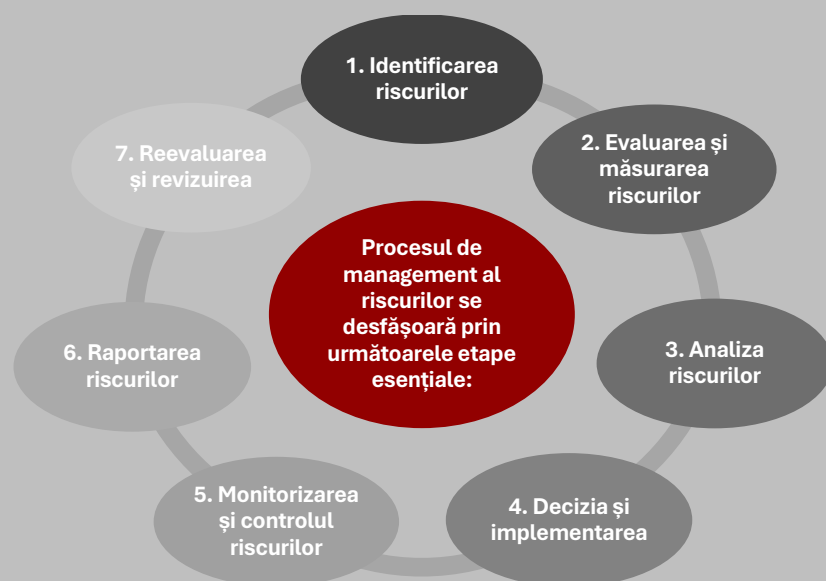 1. Identificarea
riscurilor
2. Evaluarea și
măsurarea
riscurilor
3. Analiza
riscurilor
4. Decizia și
implementarea
5. Monitorizarea
și controlul
riscurilor
6. Raportarea
riscurilor
7. Reevaluarea
și revizuirea
Procesul de
management al
riscurilor se
desfășoară prin
următoarele etape
esențiale: